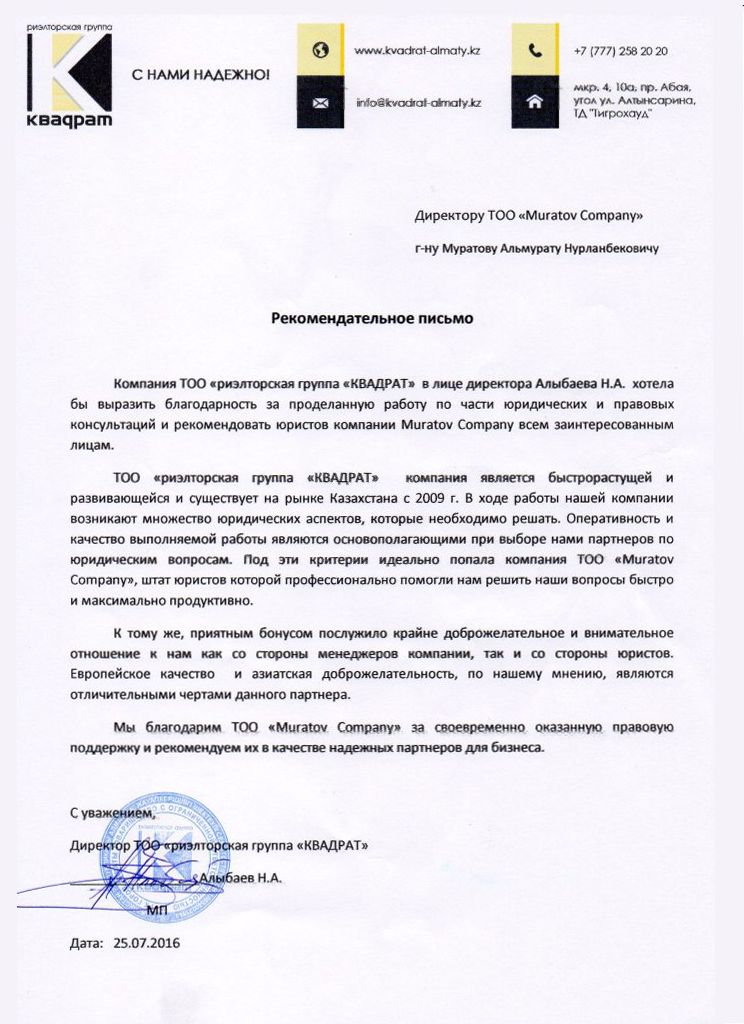 риэлторская группа
квадрат
С НАМИ НАДЕЖНО!
www.kvadrat-almaty.kz
info@kvadrat-almaty.kz
+7 (777) 258 20 20
мкр. 4, 10а, пр. Абая,
угол ул. Алтынсарина,
ТД "Тигрохауд"
Директору ТОО «Muratov Company»
г-ну Муратову Альмурату Нурланбековичу
Рекомендательное письмо
Компания ТОО «риэлторская группа «КВАДРАТ» в лице директора Алыбаева Н.А. хотела
бы выразить благодарность за проделанную работу по части юридических и правовых
консультаций и рекомендовать юристов компании Muratov Company всем заинтересованным
лицам.
ТОО «риэлторская группа «КВАДРАТ» компания является быстрорастущей и
развивающейся и существует на рынке Казахстана с 2009 г. В ходе работы нашей компании
возникают множество юридических аспектов, которые необходимо решать. Оперативность и
качество выполняемой работы являются основополагающими при выборе нами партнеров по
юридическим вопросам. Под эти критерии идеально попала компания ТОО «Muratov
Company», штат юристов которой профессионально помогли нам решить наши вопросы быстро
и максимально продуктивно.
К тому же, приятным бонусом послужило крайне доброжелательное и внимательное
отношение к нам как со стороны менеджеров компании, так и со стороны юристов.
Европейское качество и азиатская доброжелательность, по нашему мнению, являются
отличительными чертами данного партнера.
Мы благодарим ТОО «Muratov Company» за своевременно оказанную правовую
поддержку и рекомендуем их в качестве надежных партнеров для бизнеса.
С уважением,
Директор ТОО «риэлторская группа «КВАДРАТ»
Алыбаев Н.А.
МП
Дата: 25.07.2016